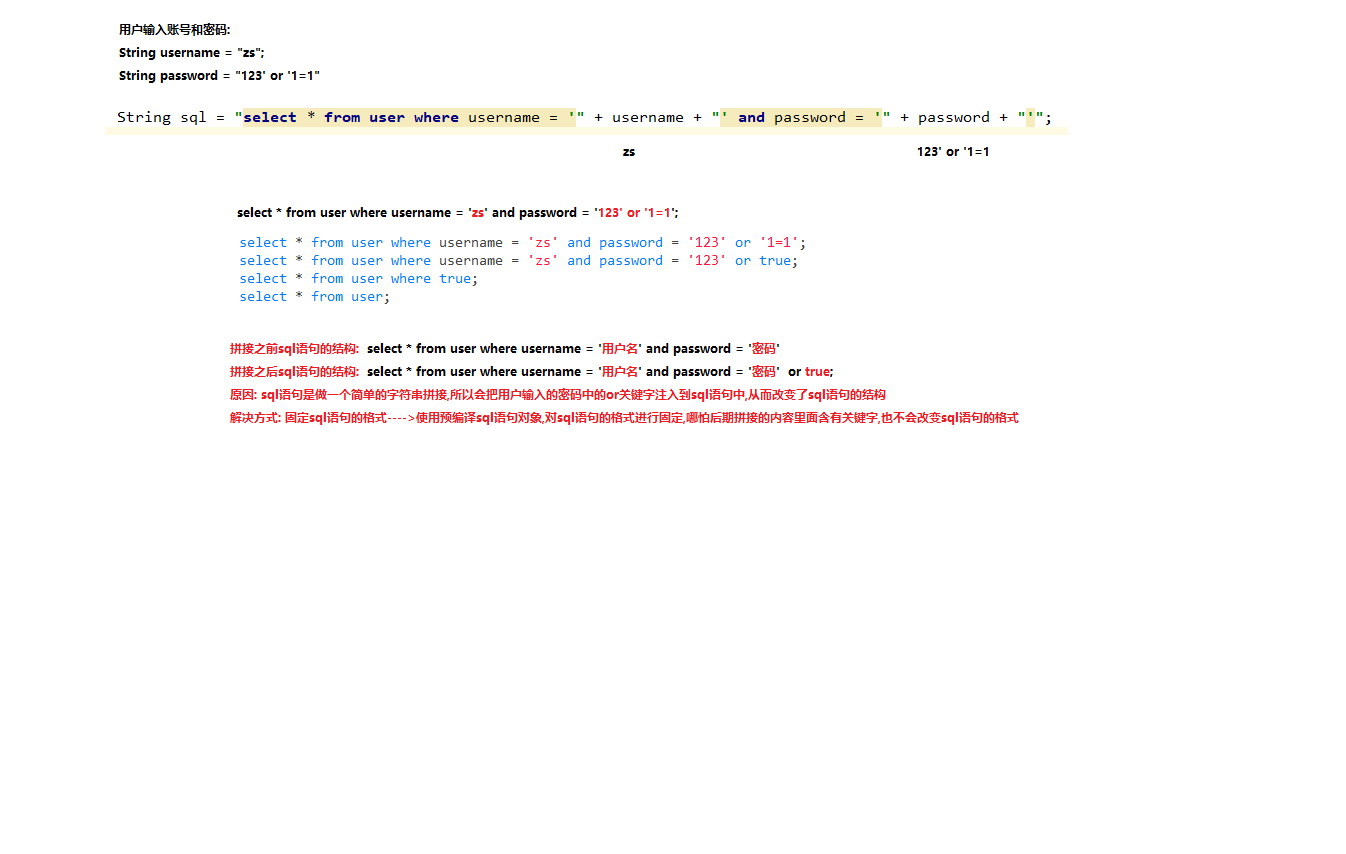 用户输入账号和密码:
String username = "zs";
String password = "123' or '1=1"
String sql = "select * from user where username = '" + username + "' and password = '" + password + "'";
zs 123' or '1=1
select * from user where username = 'zs' and password = '123' or '1=1';
select * from user where username = 'zs' and password = '123' or '1=1';
select * from user where username = 'zs' and password = '123' or true;
select * from user where true;
select * from user;
拼接之前sql语句的结构: select * from user where username = '用户名' and password = '密码'
拼接之后sql语句的结构: select * from user where username = '用户名' and password = '密码' or true;
原因: sql语句是做一个简单的字符串拼接,所以会把用户输入的密码中的or关键字注入到sql语句中,从而改变了sql语句的结构
解决方式: 固定sql语句的格式---->使用预编译sql语句对象,对sql语句的格式进行固定,哪怕后期拼接的内容里面含有关键字,也不会改变sql语句的格式